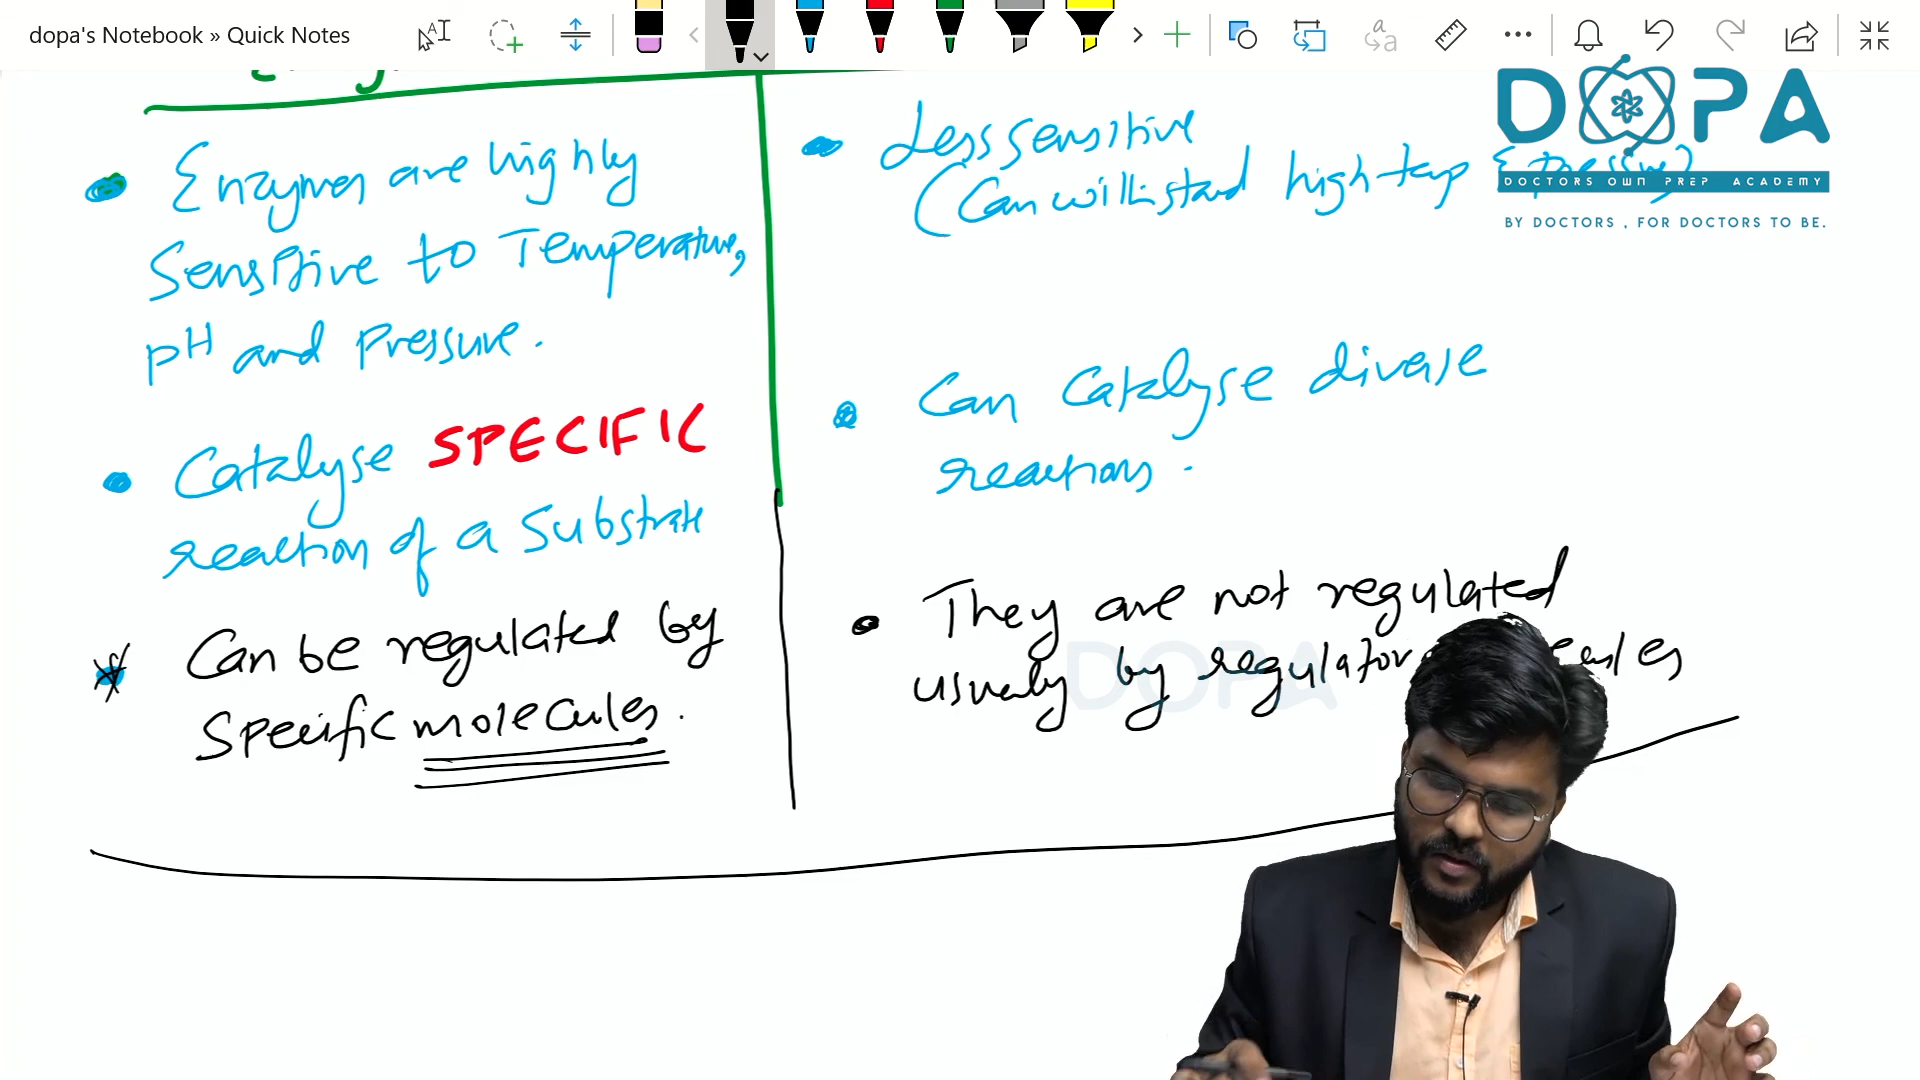 dopa's Notebook » Quick Notes
DOPA
DOCTORS OWN PREP ACADEMY
BY DOCTORS , FOR DOCTORS TO BE.
Enzymes are highly
Sensitive to Temperature,
pH and Pressure.
Catalyse SPECIFIC
reaction of a Substrate
Can be regulated by
Specific molecules.
Less sensitive
(Can withstand high temp & pressure)
Can Catalyse diverse
reactions.
They are not regulated
usually by
DOPA